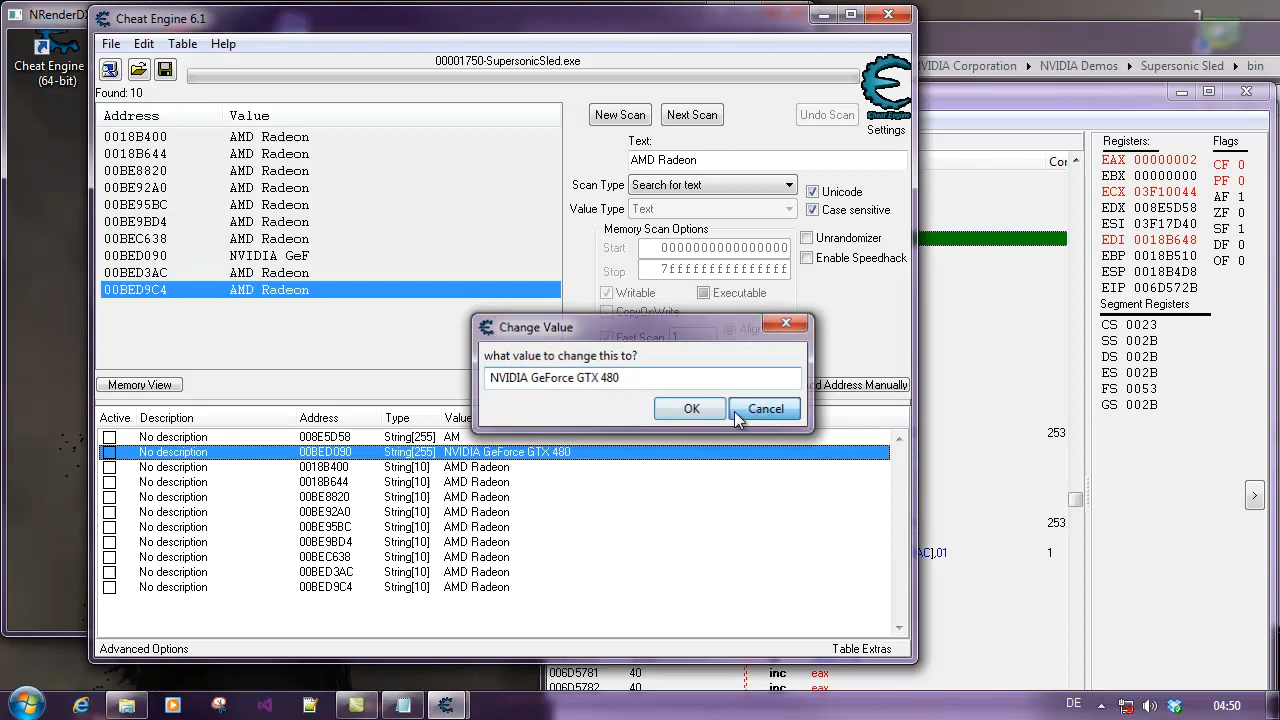 NRenderDX
Cheat Engine 6.1
File Edit Table Help
00001750-SupersonicSled.exe
Found: 10
Address Value
0018B400 AMD Radeon
0018B644 AMD Radeon
00BE8820 AMD Radeon
00BE92A0 AMD Radeon
00BE95BC AMD Radeon
00BE9BD4 AMD Radeon
00BEC638 AMD Radeon
00BED090 NVIDIA GeF
00BED3AC AMD Radeon
00BED9C4 AMD Radeon
New Scan Next Scan Undo Scan
Cheat Engine
Settings
Text:
AMD Radeon
Scan Type Search for text
Value Type Text
Unicode
Case sensitive
Memory Scan Options
Start 0000000000000000
Stop 7fffffffffffffff
Writable Executable
CopyOnWrite
Fast Scan 1
Unrandomizer
Enable Speedhack
Change Value
what value to change this to?
NVIDIA GeForce GTX 480
OK Cancel
Memory View
d Address Manually
Active Description Address Type Value
No description 008E5D58 String[255] AM
No description 00BED090 String[255] NVIDIA GeForce GTX 480
No description 0018B400 String[10] AMD Radeon
No description 0018B644 String[10] AMD Radeon
No description 00BE8820 String[10] AMD Radeon
No description 00BE92A0 String[10] AMD Radeon
No description 00BE95BC String[10] AMD Radeon
No description 00BE9BD4 String[10] AMD Radeon
No description 00BEC638 String[10] AMD Radeon
No description 00BED3AC String[10] AMD Radeon
No description 00BED9C4 String[10] AMD Radeon
Advanced Options Table Extras
Cheat Engine
(64-bit)
VIDIA Corporation NVIDIA Demos Supersonic Sled bin
Registers: Flags
EAX 00000002 CF 0
EBX 00000000 PF 0
ECX 03F10044 AF 1
EDX 008E5D58 ZF 0
ESI 03F17D40 SF 1
EDI 0018B648 DF 0
EBP 0018B510 OF 0
ESP 0018B4D8
EIP 006D572B
Segment Registers
CS 0023
SS 002B
DS 002B
ES 002B
FS 0053
GS 002B
253
253
AC],01 1
006D5781 40 inc eax
006D5782 40 inc eax
DE 04:50